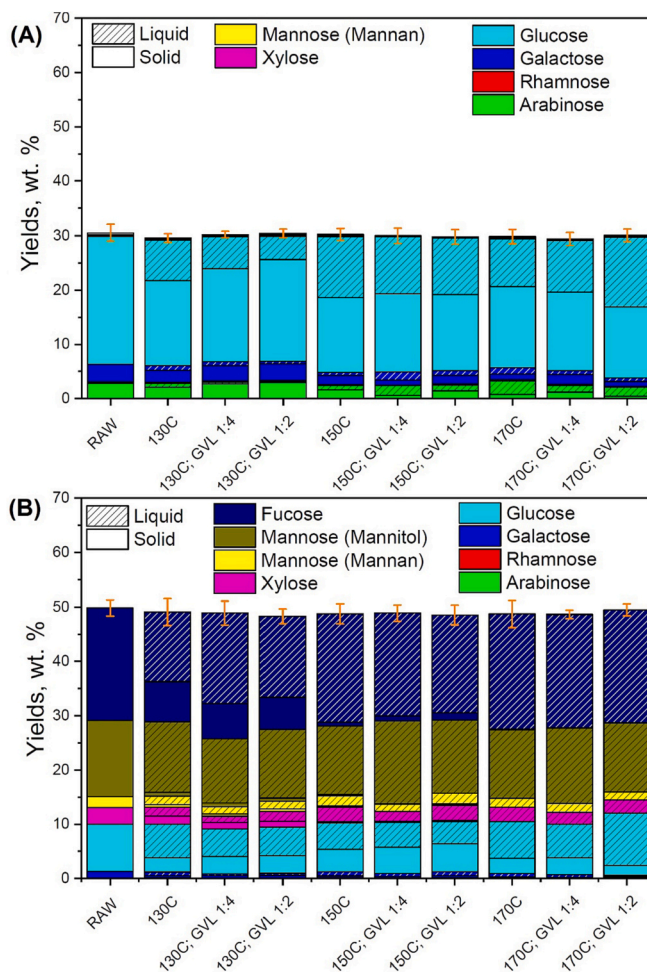 (A)
Liquid
Solid
Mannose (Mannan)
Xylose
Glucose
Galactose
Rhamnose
Arabinose
Yields, wt. %
70
60
50
40
30
20
10
0
RAW
130C
130C; GVL 1:4
130C; GVL 1:2
150C
150C; GVL 1:4
150C; GVL 1:2
170C
170C; GVL 1:4
170C; GVL 1:2
(B)
Liquid
Solid
Fucose
Mannose (Mannitol)
Mannose (Mannan)
Xylose
Glucose
Galactose
Rhamnose
Arabinose
Yields, wt. %
70
60
50
40
30
20
10
0
RAW
130C
130C; GVL 1:4
130C; GVL 1:2
150C
150C; GVL 1:4
150C; GVL 1:2
170C
170C; GVL 1:4
170C; GVL 1:2